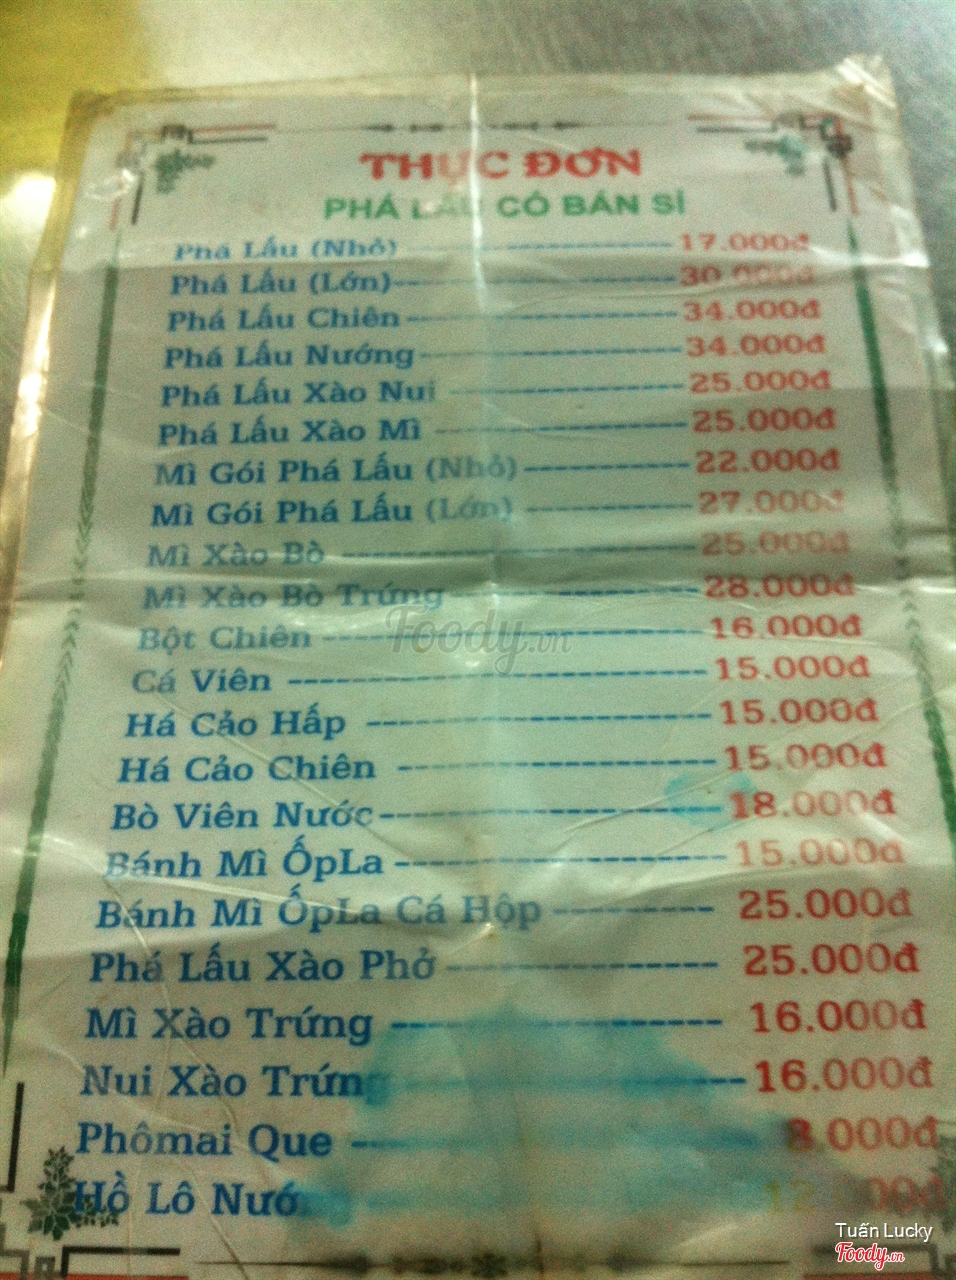 THỰC ĐƠN
PHÁ LẤU CÓ BÁN SỈ
Phá Lấu (Nhỏ) 17.000đ
Phá Lấu (Lớn) 30.000đ
Phá Lấu Chiên 34.000đ
Phá Lấu Nướng 34.000đ
Phá Lấu Xào Nui 25.000đ
Phá Lấu Xào Mì 25.000đ
Mì Gói Phá Lấu (Nhỏ) 22.000đ
Mì Gói Phá Lấu (Lớn) 27.000đ
Mì Xào Bò 25.000đ
Mì Xào Bò Trứng 28.000đ
Foody.vn
Bột Chiên 16.000đ
Cá Viên 15.000đ
Há Cảo Hấp 15.000đ
Há Cảo Chiên 15.000đ
Bò Viên Nước 18.000đ
Bánh Mì ỐpLa 15.000đ
Bánh Mì ỐpLa Cá Hộp 25.000đ
Phá Lấu Xào Phở 25.000đ
Mì Xào Trứng 16.000đ
Nui Xào Trứng 16.000đ
Phômai Que 8.000đ
Hồ Lô
Tuấn Lucky
Foody.vn